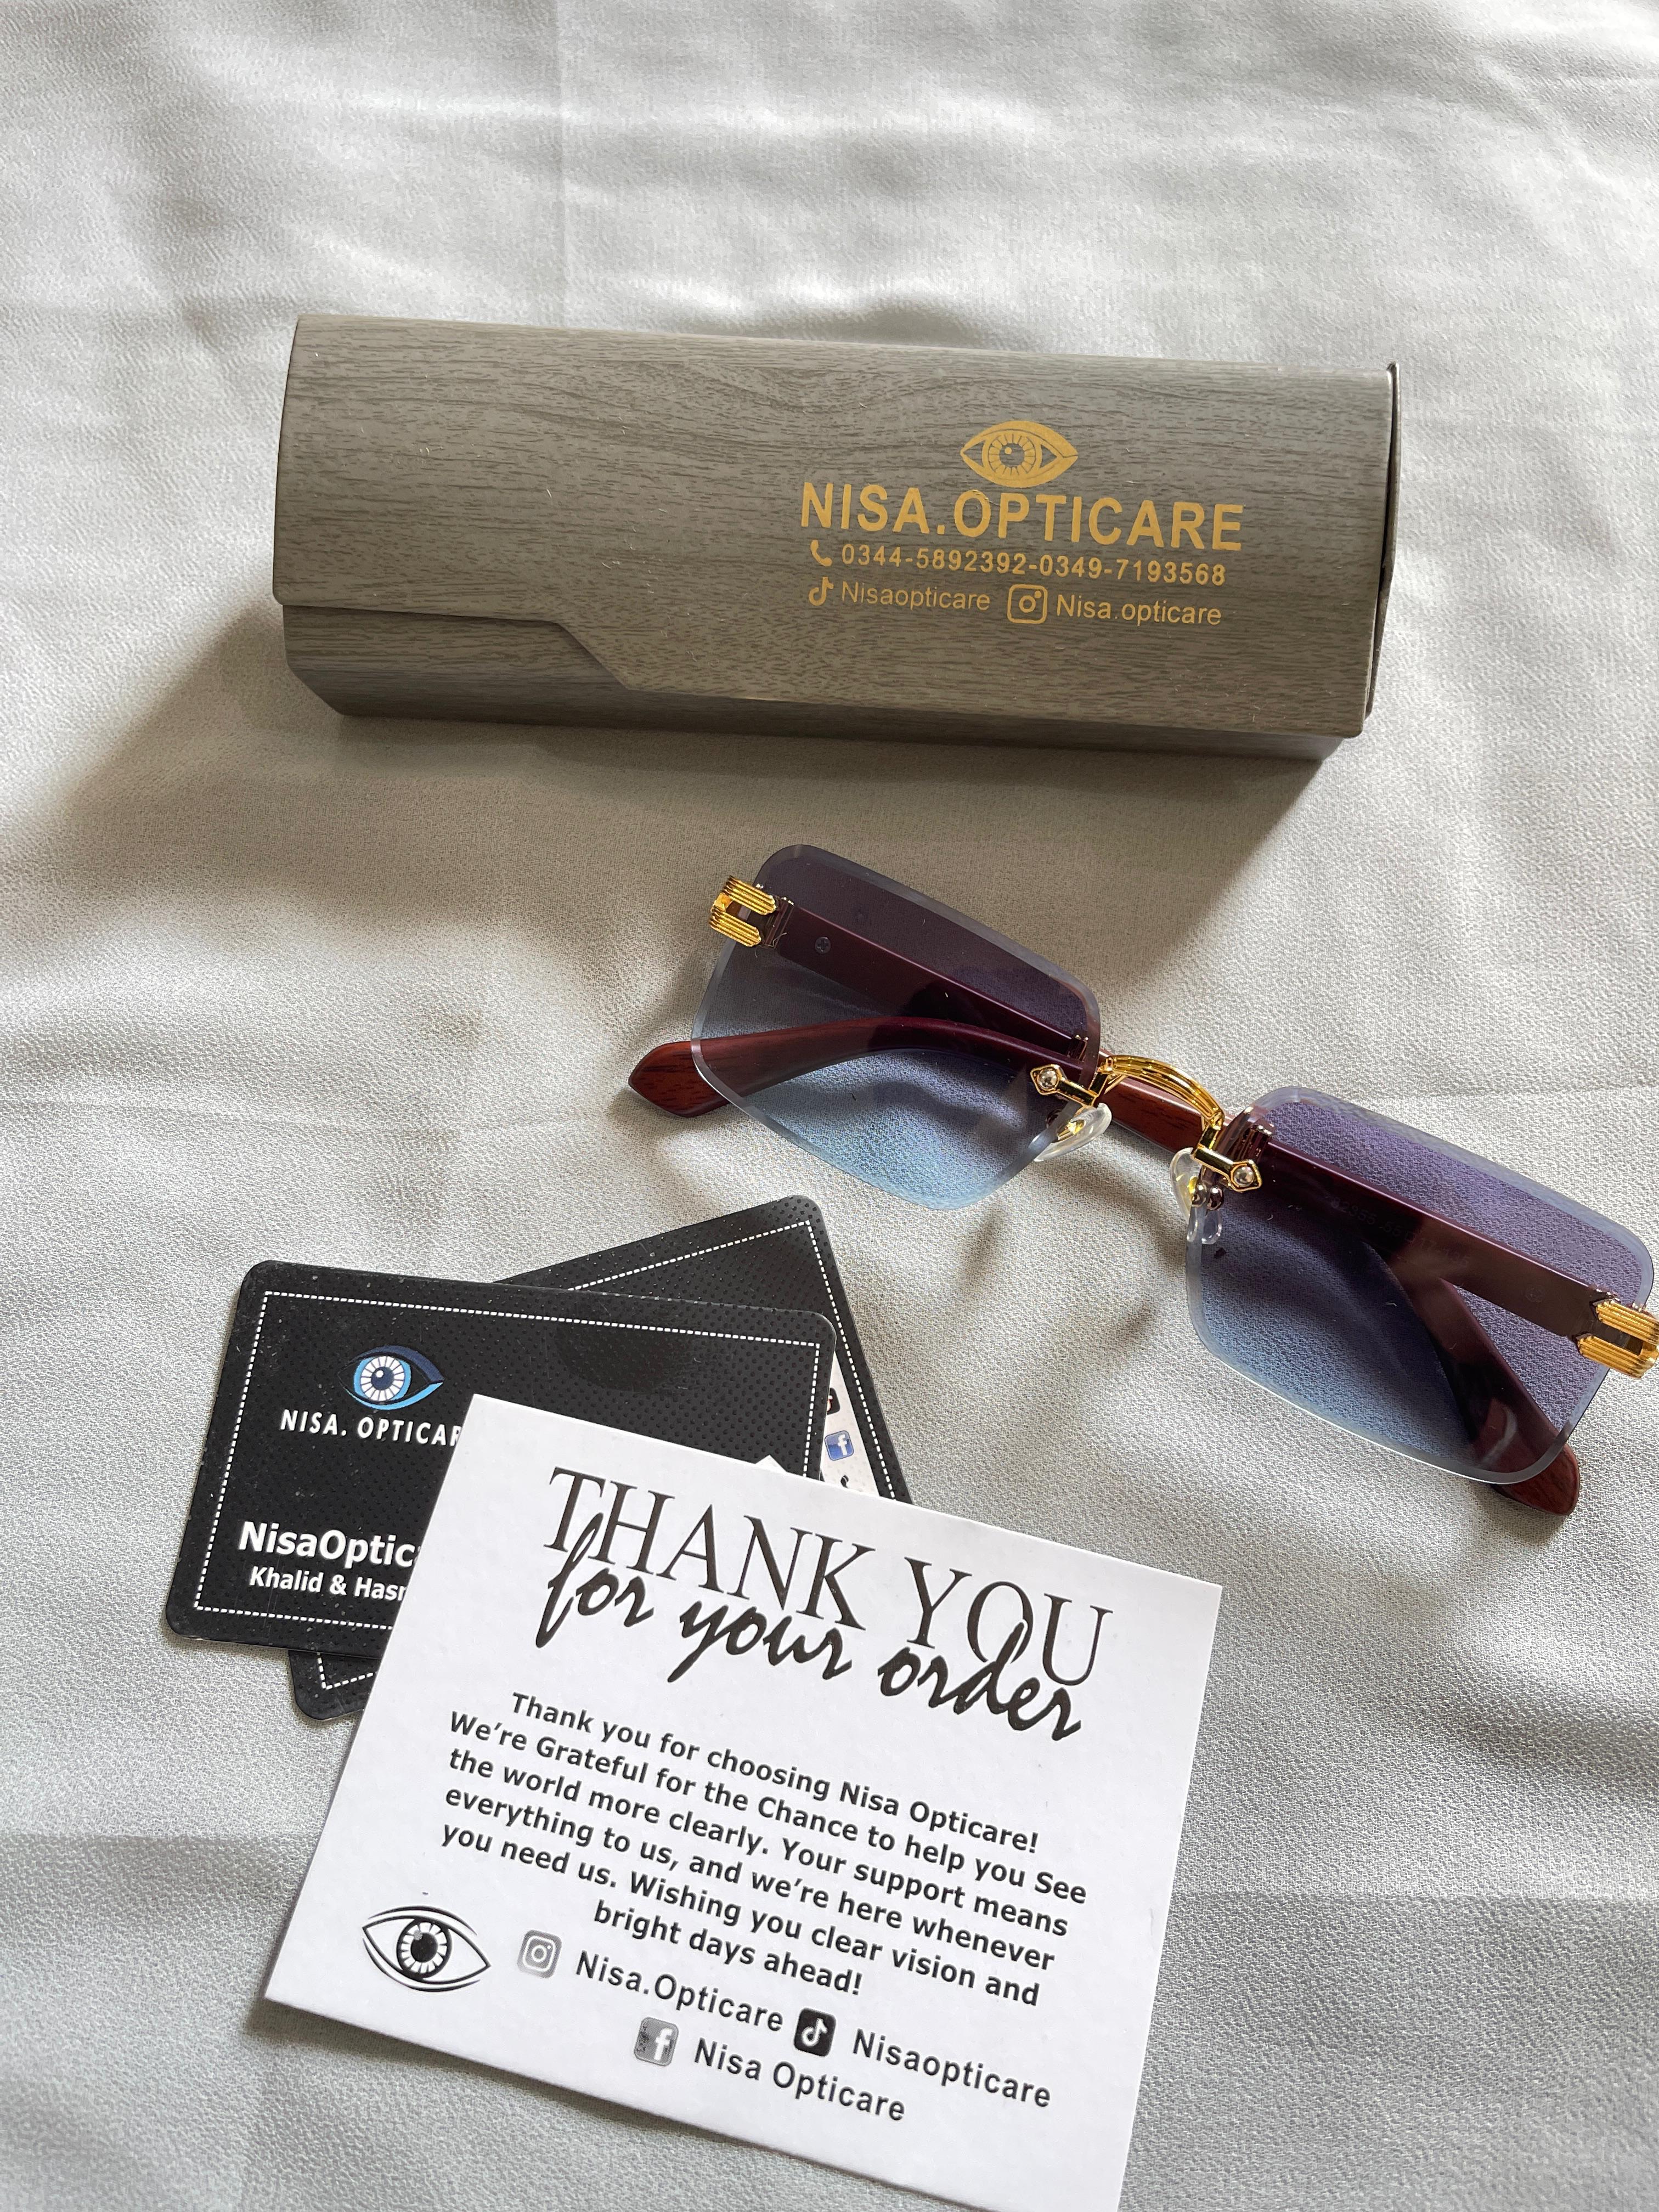 NISA.OPTICARE
0344-5892392-0349-7193568
Nisaopticare Nisa.opticare
NISA. OPTICAR
NisaOptic
Khalid &
THANK YOU
for your order
Thank you for choosing Nisa Opticare!
We're Grateful for the Chance to help you See
the world more clearly. Your support means
everything to us, and we're here whenever
you need us. Wishing you clear vision and
bright days ahead!
Nisa.Opticare Nisaopticare
Nisa Opticare